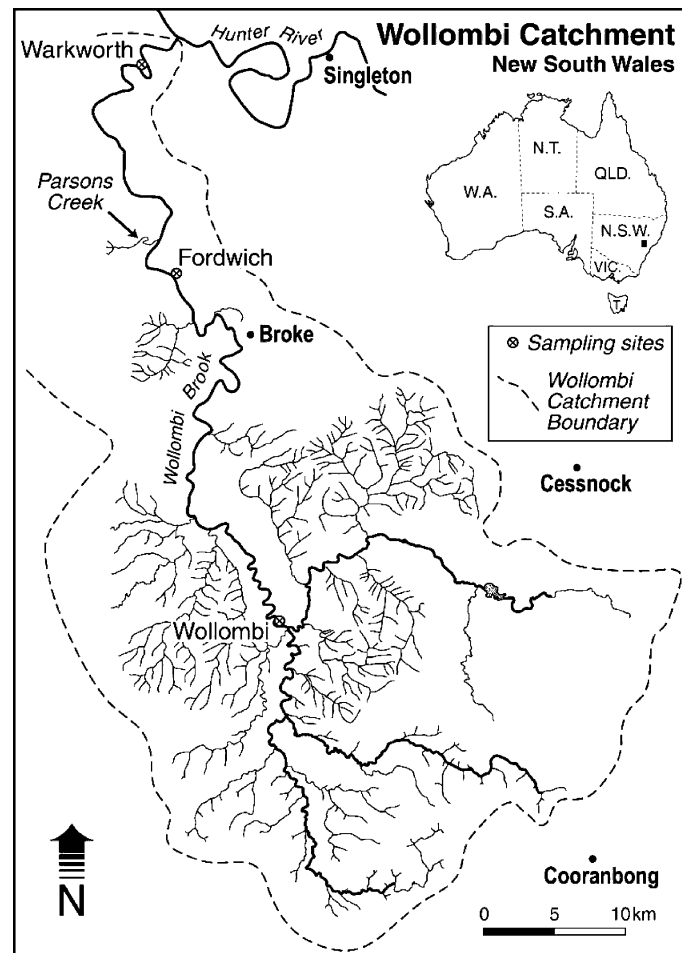 Wollombi Catchment
New South Wales
Hunter River
Warkworth
Singleton
N.T.
QLD.
W.A.
S.A.
N.S.W.
VIC.
T.
Parsons
Creek
Fordwich
Broke
Wollombi Brook
Sampling sites
Wollombi
Catchment
Boundary
Cessnock
Wollombi
Cooranbong
N
0 5 10km